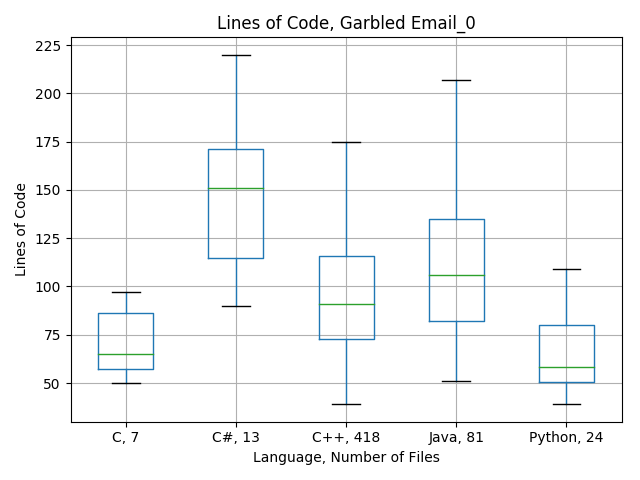 Lines of Code, Garbled Email_0
225
200
175
150
125
100
75
50
Lines of Code
C, 7
C#, 13
C++, 418
Java, 81
Python, 24
Language, Number of Files